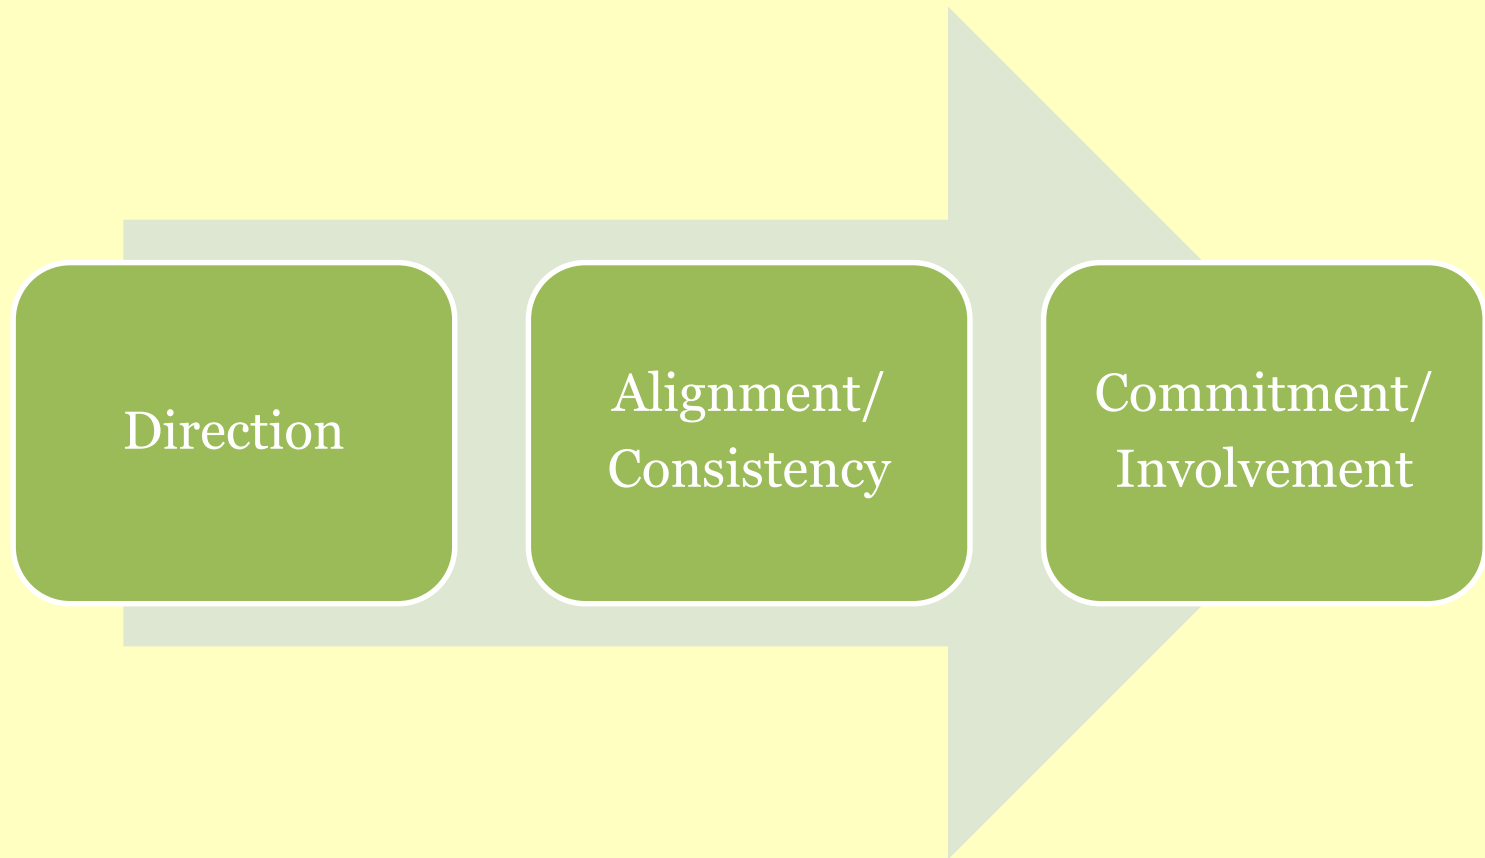 Direction
Alignment/
Consistency
Commitment/
Involvement